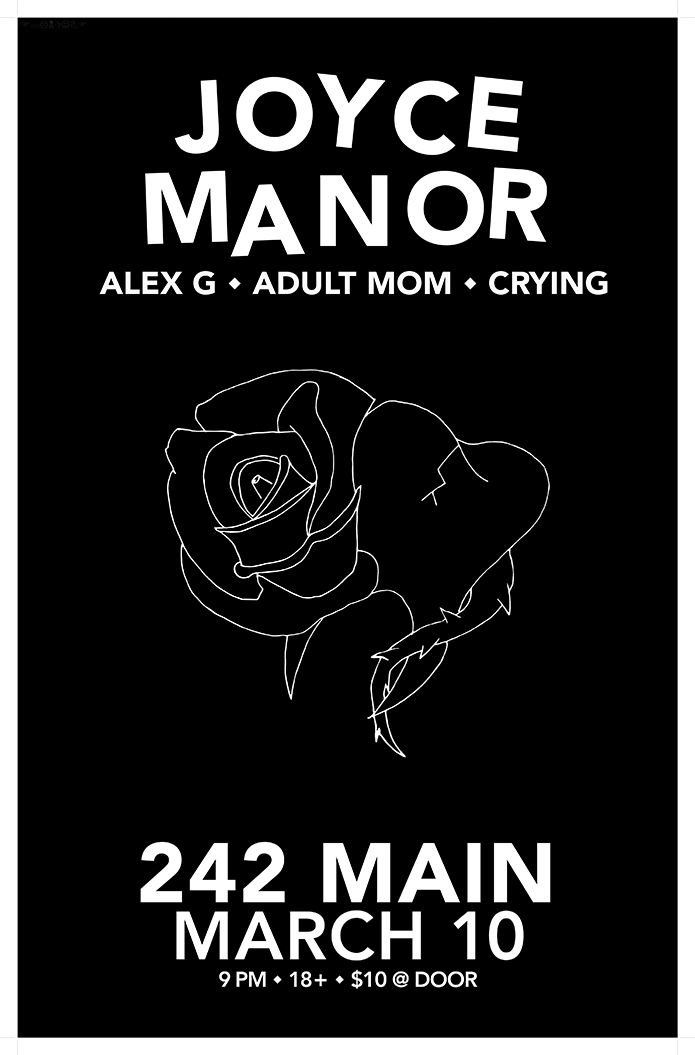 JOYCE
MANOR
ALEX G ◆ ADULT MOM ◆ CRYING
242 MAIN
MARCH 10
9 PM ◆ 18+ ◆ $10 @ DOOR